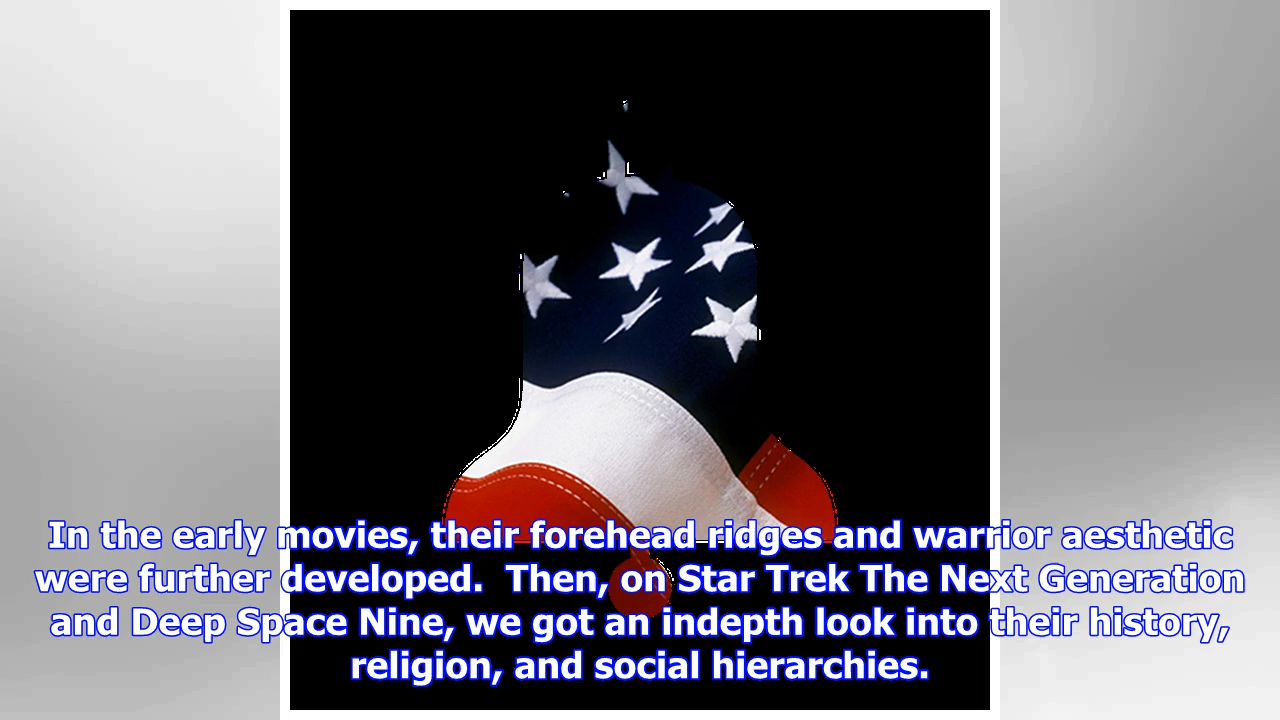 In the early movies, their forehead ridges and warrior aesthetic
were further developed.  Then, on Star Trek The Next Generation
and Deep Space Nine, we got an indepth look into their history,
religion, and social hierarchies.